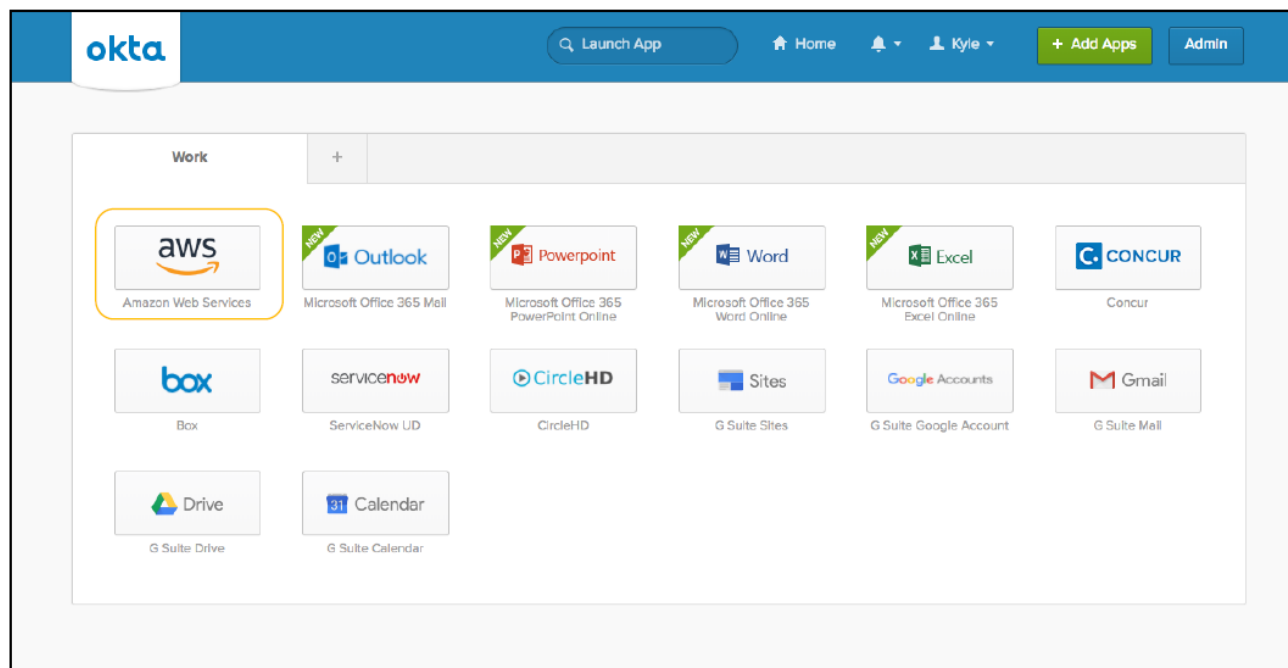 okta
Launch App
Home
Kyle
+ Add Apps
Admin
Work
+
aws
NEW
Outlook
NEW
Powerpoint
NEW
Word
NEW
Excel
C. CONCUR
Amazon Web Services
Microsoft Office 365 Mail
Microsoft Office 365
PowerPoint Online
Microsoft Office 365
Word Online
Microsoft Office 365
Excel Online
Concur
box
servicenow
CircleHD
Sites
Google Accounts
Gmail
Box
ServiceNow UD
CircleHD
G Suite Sites
G Suite Google Account
G Suite Mail
Drive
31 Calendar
G Suite Drive
G Suite Calendar